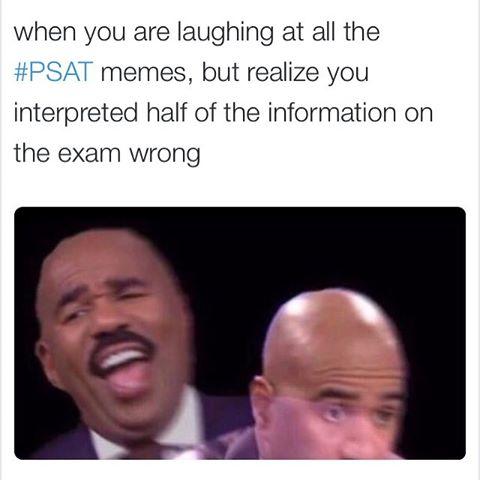 when you are laughing at all the
#PSAT memes, but realize you
interpreted half of the information on
the exam wrong